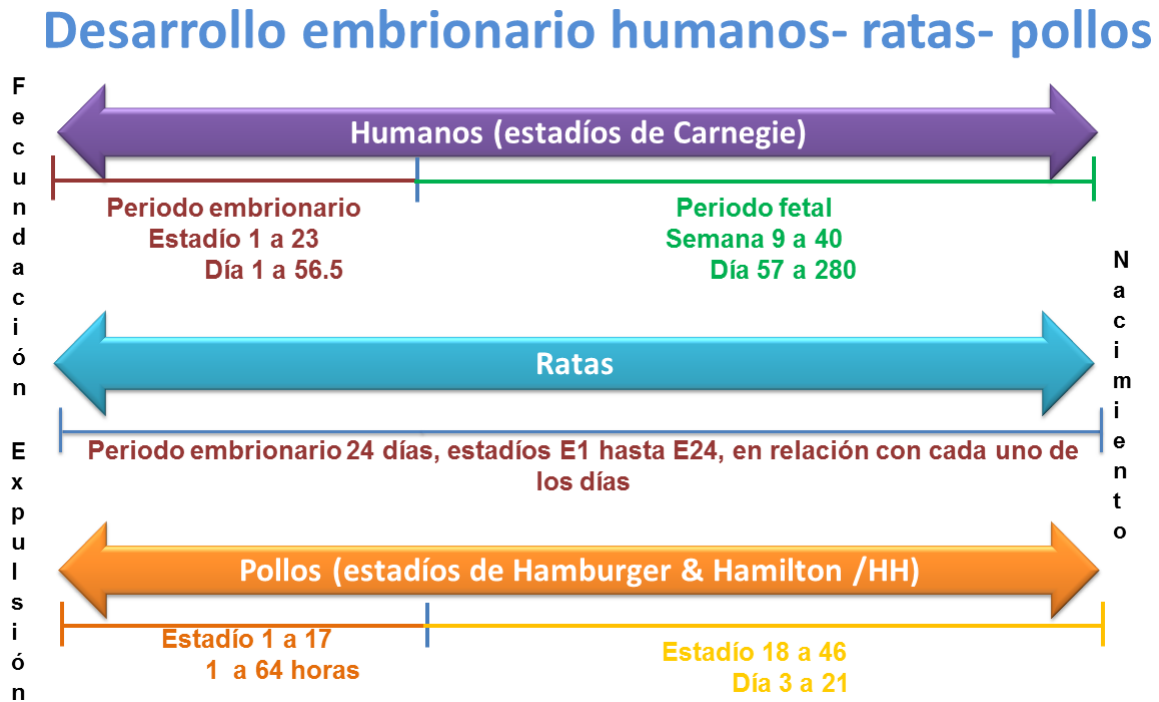 Desarrollo embrionario humanos- ratas- pollos
Fecundación
Humanos (estadíos de Carnegie)
Periodo embrionario
Estadío 1 a 23
Día 1 a 56.5
Periodo fetal
Semana 9 a 40
Día 57 a 280
Nacimiento
Ratas
Periodo embrionario 24 días, estadíos E1 hasta E24, en relación con cada uno de
los días
Expulsión
Pollos (estadíos de Hamburger & Hamilton /HH)
Estadío 1 a 17
1 a 64 horas
Estadío 18 a 46
Día 3 a 21